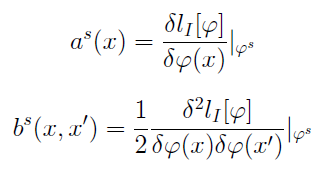 a^s(x) = \frac{\delta l_I[\varphi]}{\delta\varphi(x)}|_{\varphi^s}
b^s(x, x') = \frac{1}{2} \frac{\delta^2 l_I[\varphi]}{\delta\varphi(x)\delta\varphi(x')}|_{\varphi^s}